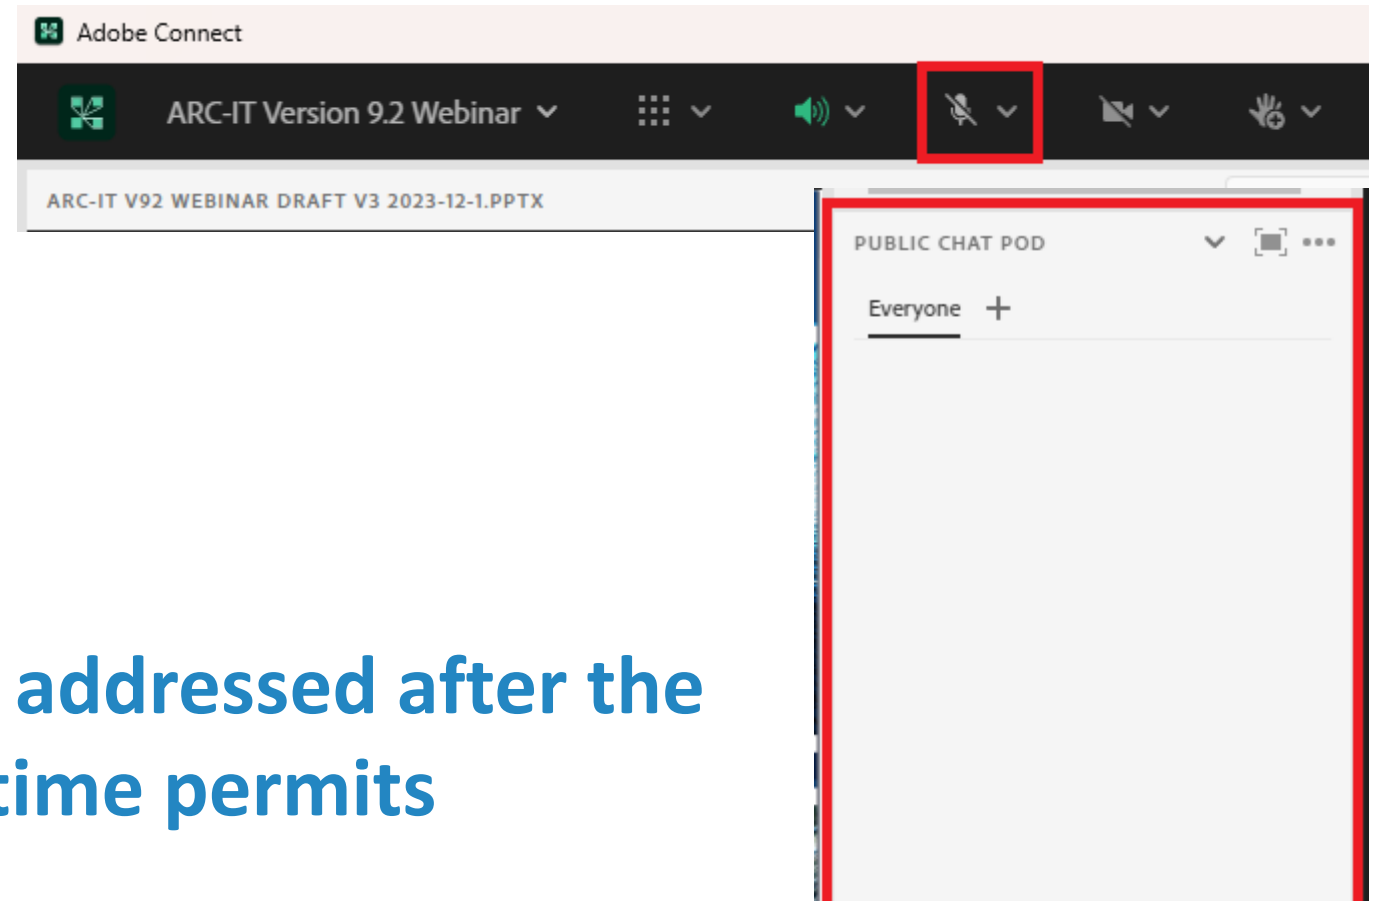 Adobe Connect
ARC-IT Version 9.2 Webinar
ARC-IT V92 WEBINAR DRAFT V3 2023-12-1.PPTX
PUBLIC CHAT POD
Everyone
addressed after the
time permits